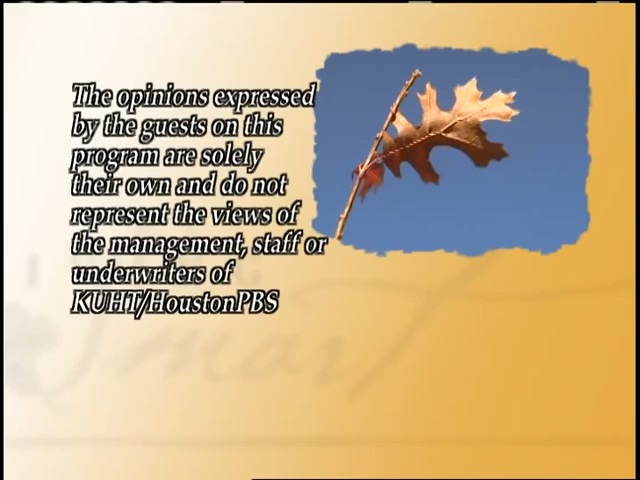 The opinions expressed
by the guests on this
program are solely
their own and do not
represent the views of
the management, staff or
underwriters of
KUHT/HoustonPBS
Smart